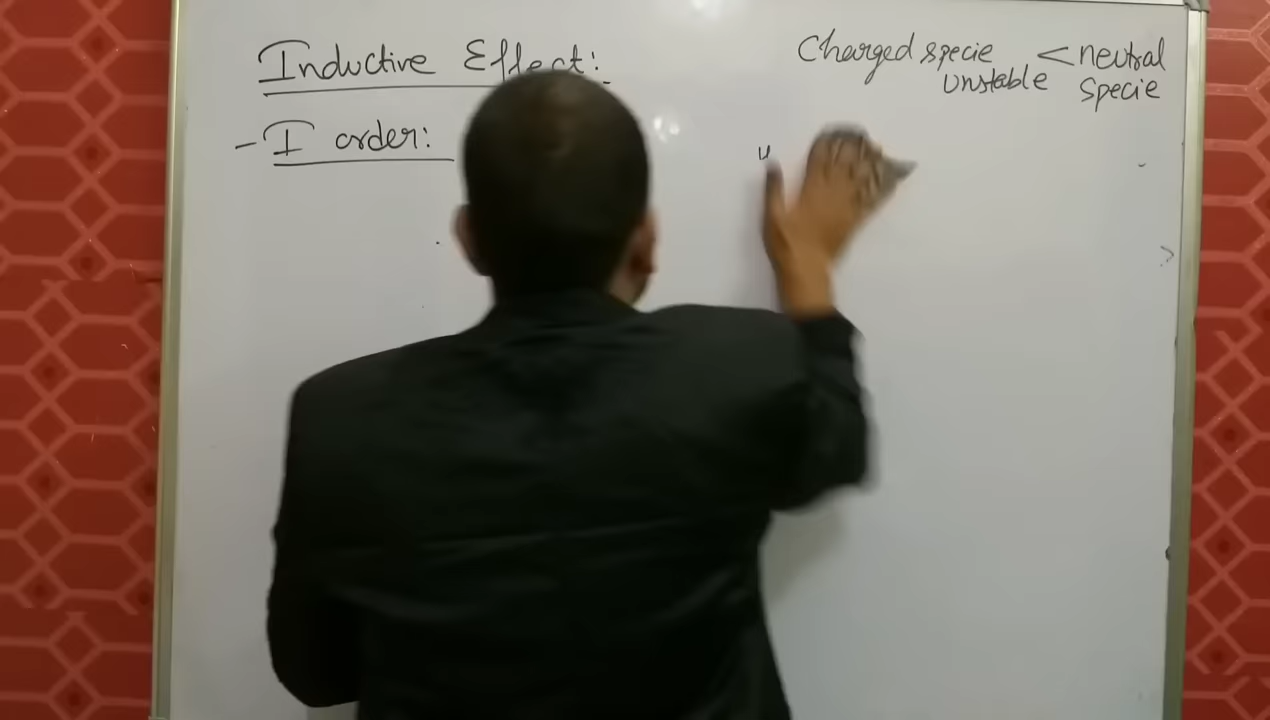 Inductive Effect:
Charged specie < neutral
unstable specie
- I order: